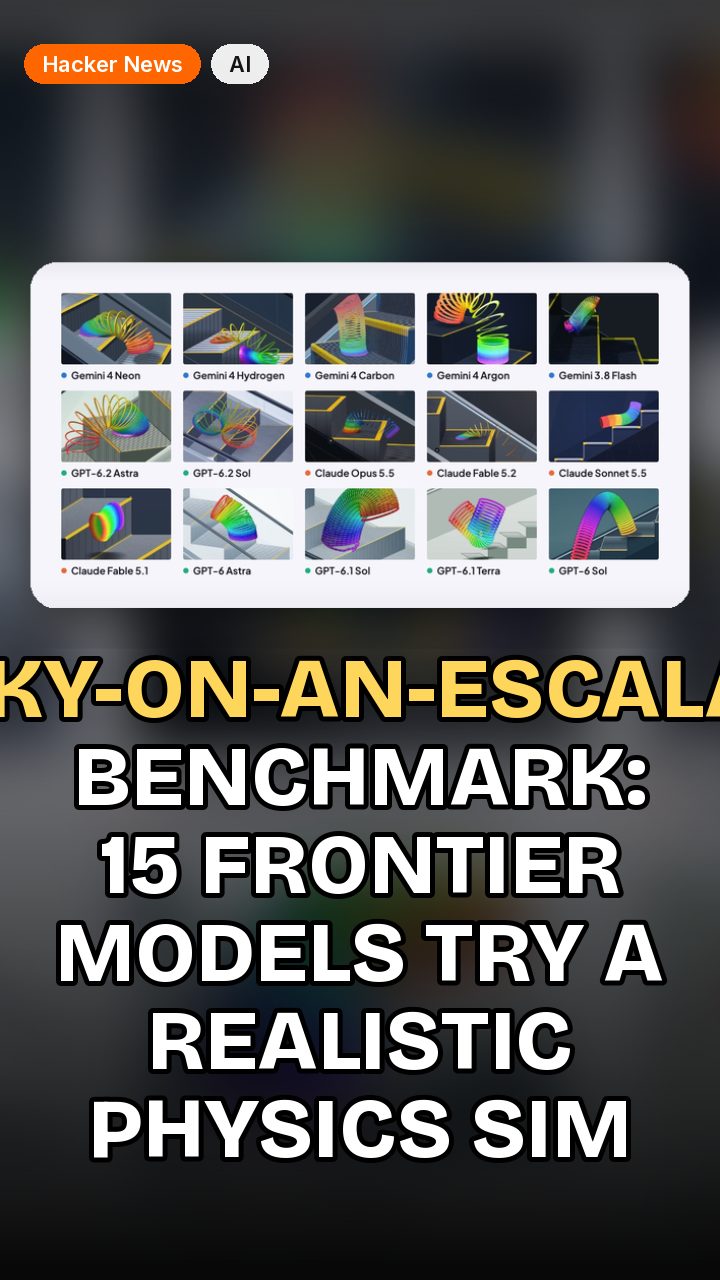 Hacker News AI
Gemini 4 Neon Gemini 4 Hydrogen Gemini 4 Carbon Gemini 4 Argon Gemini 3.8 Flash
GPT-6.2 Astra GPT-6.2 Sol Claude Opus 5.5 Claude Fable 5.2 Claude Sonnet 5.5
Claude Fable 5.1 GPT-6 Astra GPT-6.1 Sol GPT-6.1 Terra GPT-6 Sol
KY-ON-AN-ESCALA
BENCHMARK:
15 FRONTIER
MODELS TRY A
REALISTIC
PHYSICS SIM